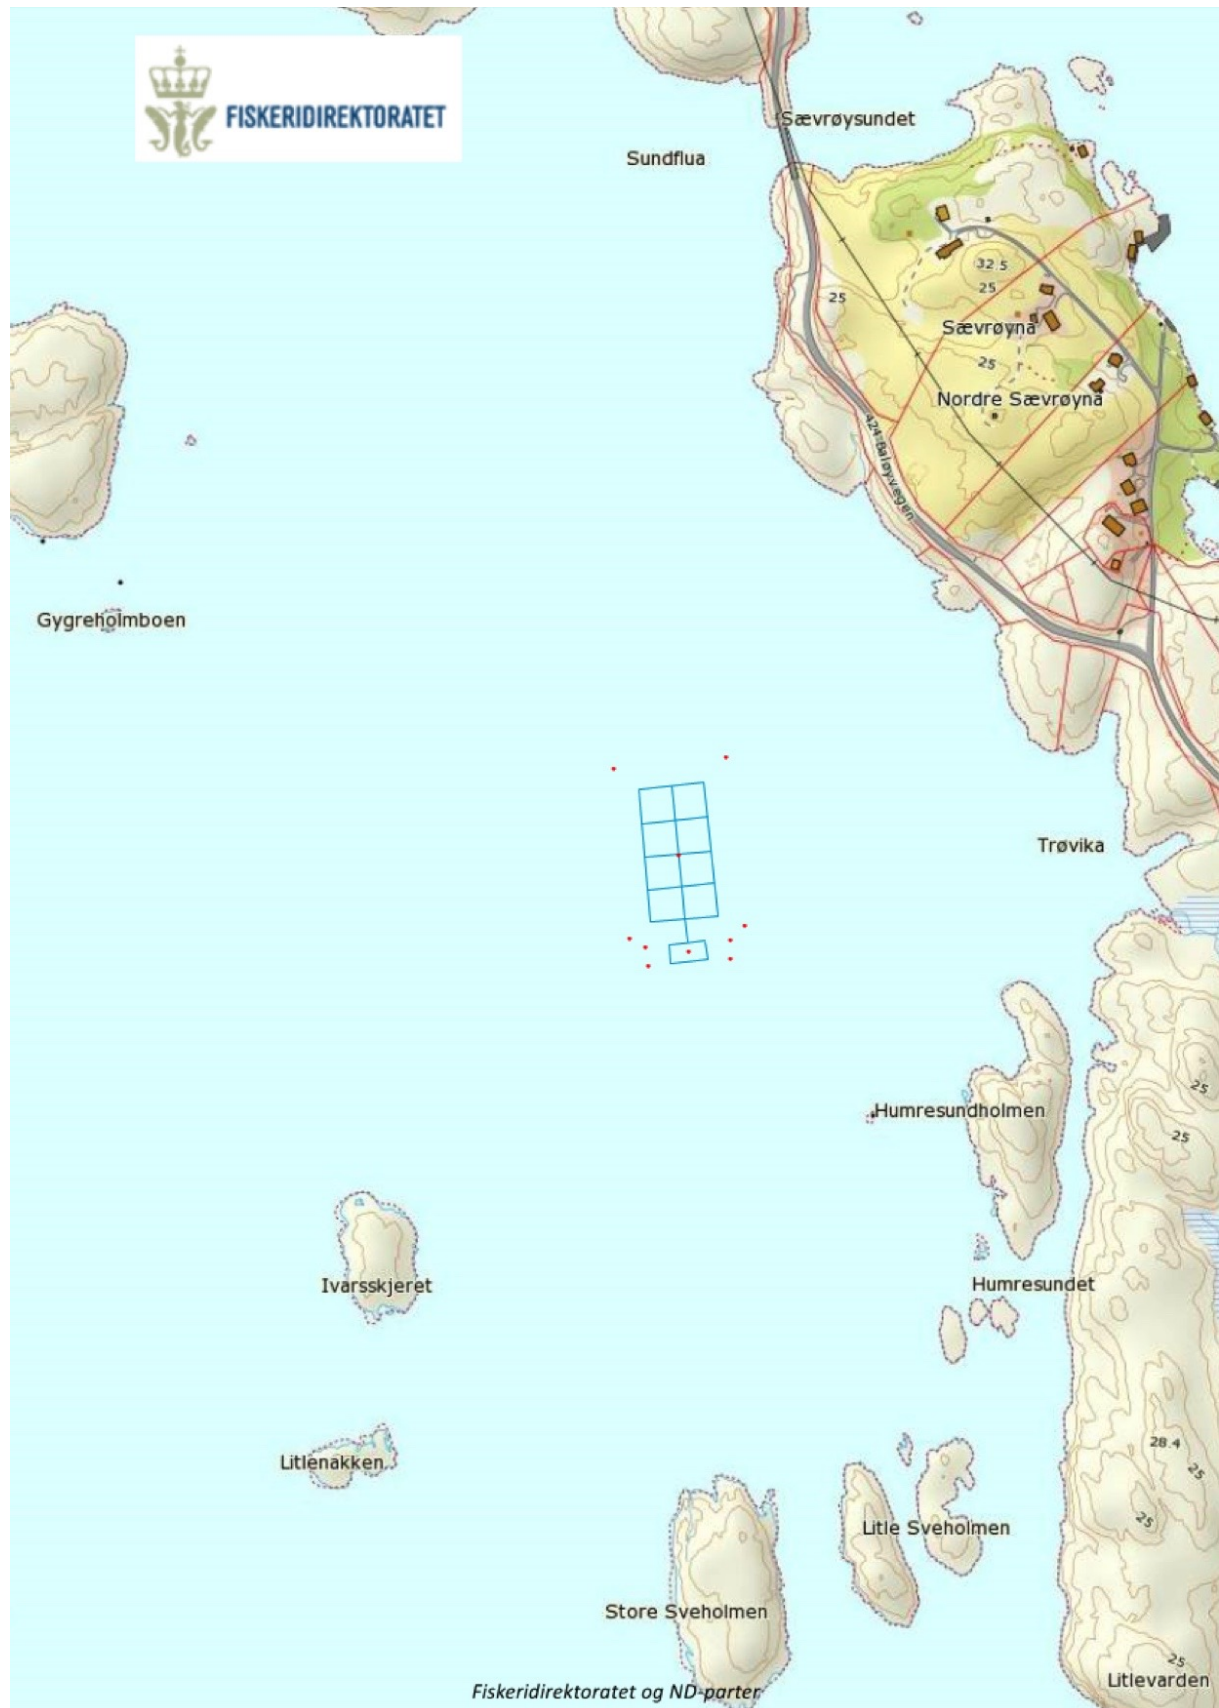 FISKERIDIREKTORATET
Sævrøysundet
Sundflua
32.5
25
25
Sævrøyna
25
Nordre Sævrøyna
424 Baløyvegen
Gygreholmboen
Trøvika
25
Humresundholmen
25
Ivarsskjeret
Humresundet
28.4
25
Litlenakken
25
Litle Sveholmen
Store Sveholmen
25
Litlevarden
Fiskeridirektoratet og ND-parter